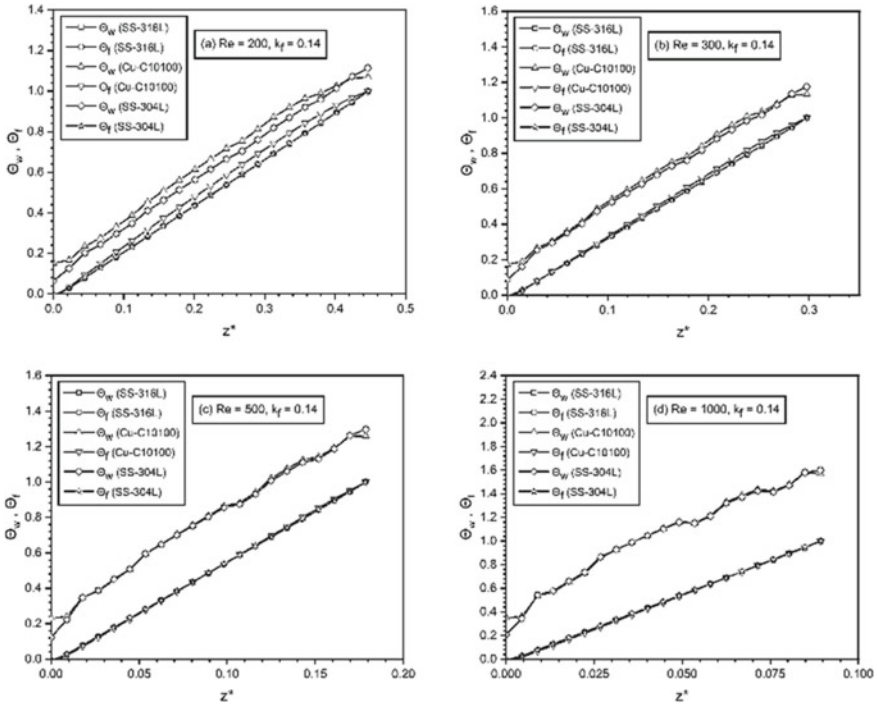 1.4
1.2
1.0
0.8
0.6
0.4
0.2
0.0
Θw , Θf
Θw (SS-316L)
Θf (SS-316L)
Θw (Cu-C10100)
Θf (Cu-C10100)
Θw (SS-304L)
Θf (SS-304L)
(a) Re = 200, kf = 0.14
0.0 0.1 0.2 0.3 0.4 0.5
z*
1.6
1.4
1.2
1.0
0.8
0.6
0.4
0.2
0.0
Θw , Θf
Θw (SS-316L)
Θf (SS-316L)
Θw (Cu-C10100)
Θf (Cu-C10100)
Θw (SS-304L)
Θf (SS-304L)
(b) Re = 300, kf = 0.14
0.0 0.1 0.2 0.3
z*
1.6
1.4
1.2
1.0
0.8
0.6
0.4
0.2
0.0
Θw , Θf
Θw (SS-316L)
Θf (SS-316L)
Θw (Cu-C10100)
Θf (Cu-C10100)
Θw (SS-304L)
Θf (SS-304L)
(c) Re = 500, kf = 0.14
0.00 0.05 0.10 0.15 0.20
z*
2.4
2.2
2.0
1.8
1.6
1.4
1.2
1.0
0.8
0.6
0.4
0.2
0.0
Θw , Θf
Θw (SS-316L)
Θf (SS-316L)
Θw (Cu-C10100)
Θf (Cu-C10100)
Θw (SS-304L)
Θf (SS-304L)
(d) Re = 1000, kf = 0.14
0.000 0.025 0.050 0.075 0.100
z*